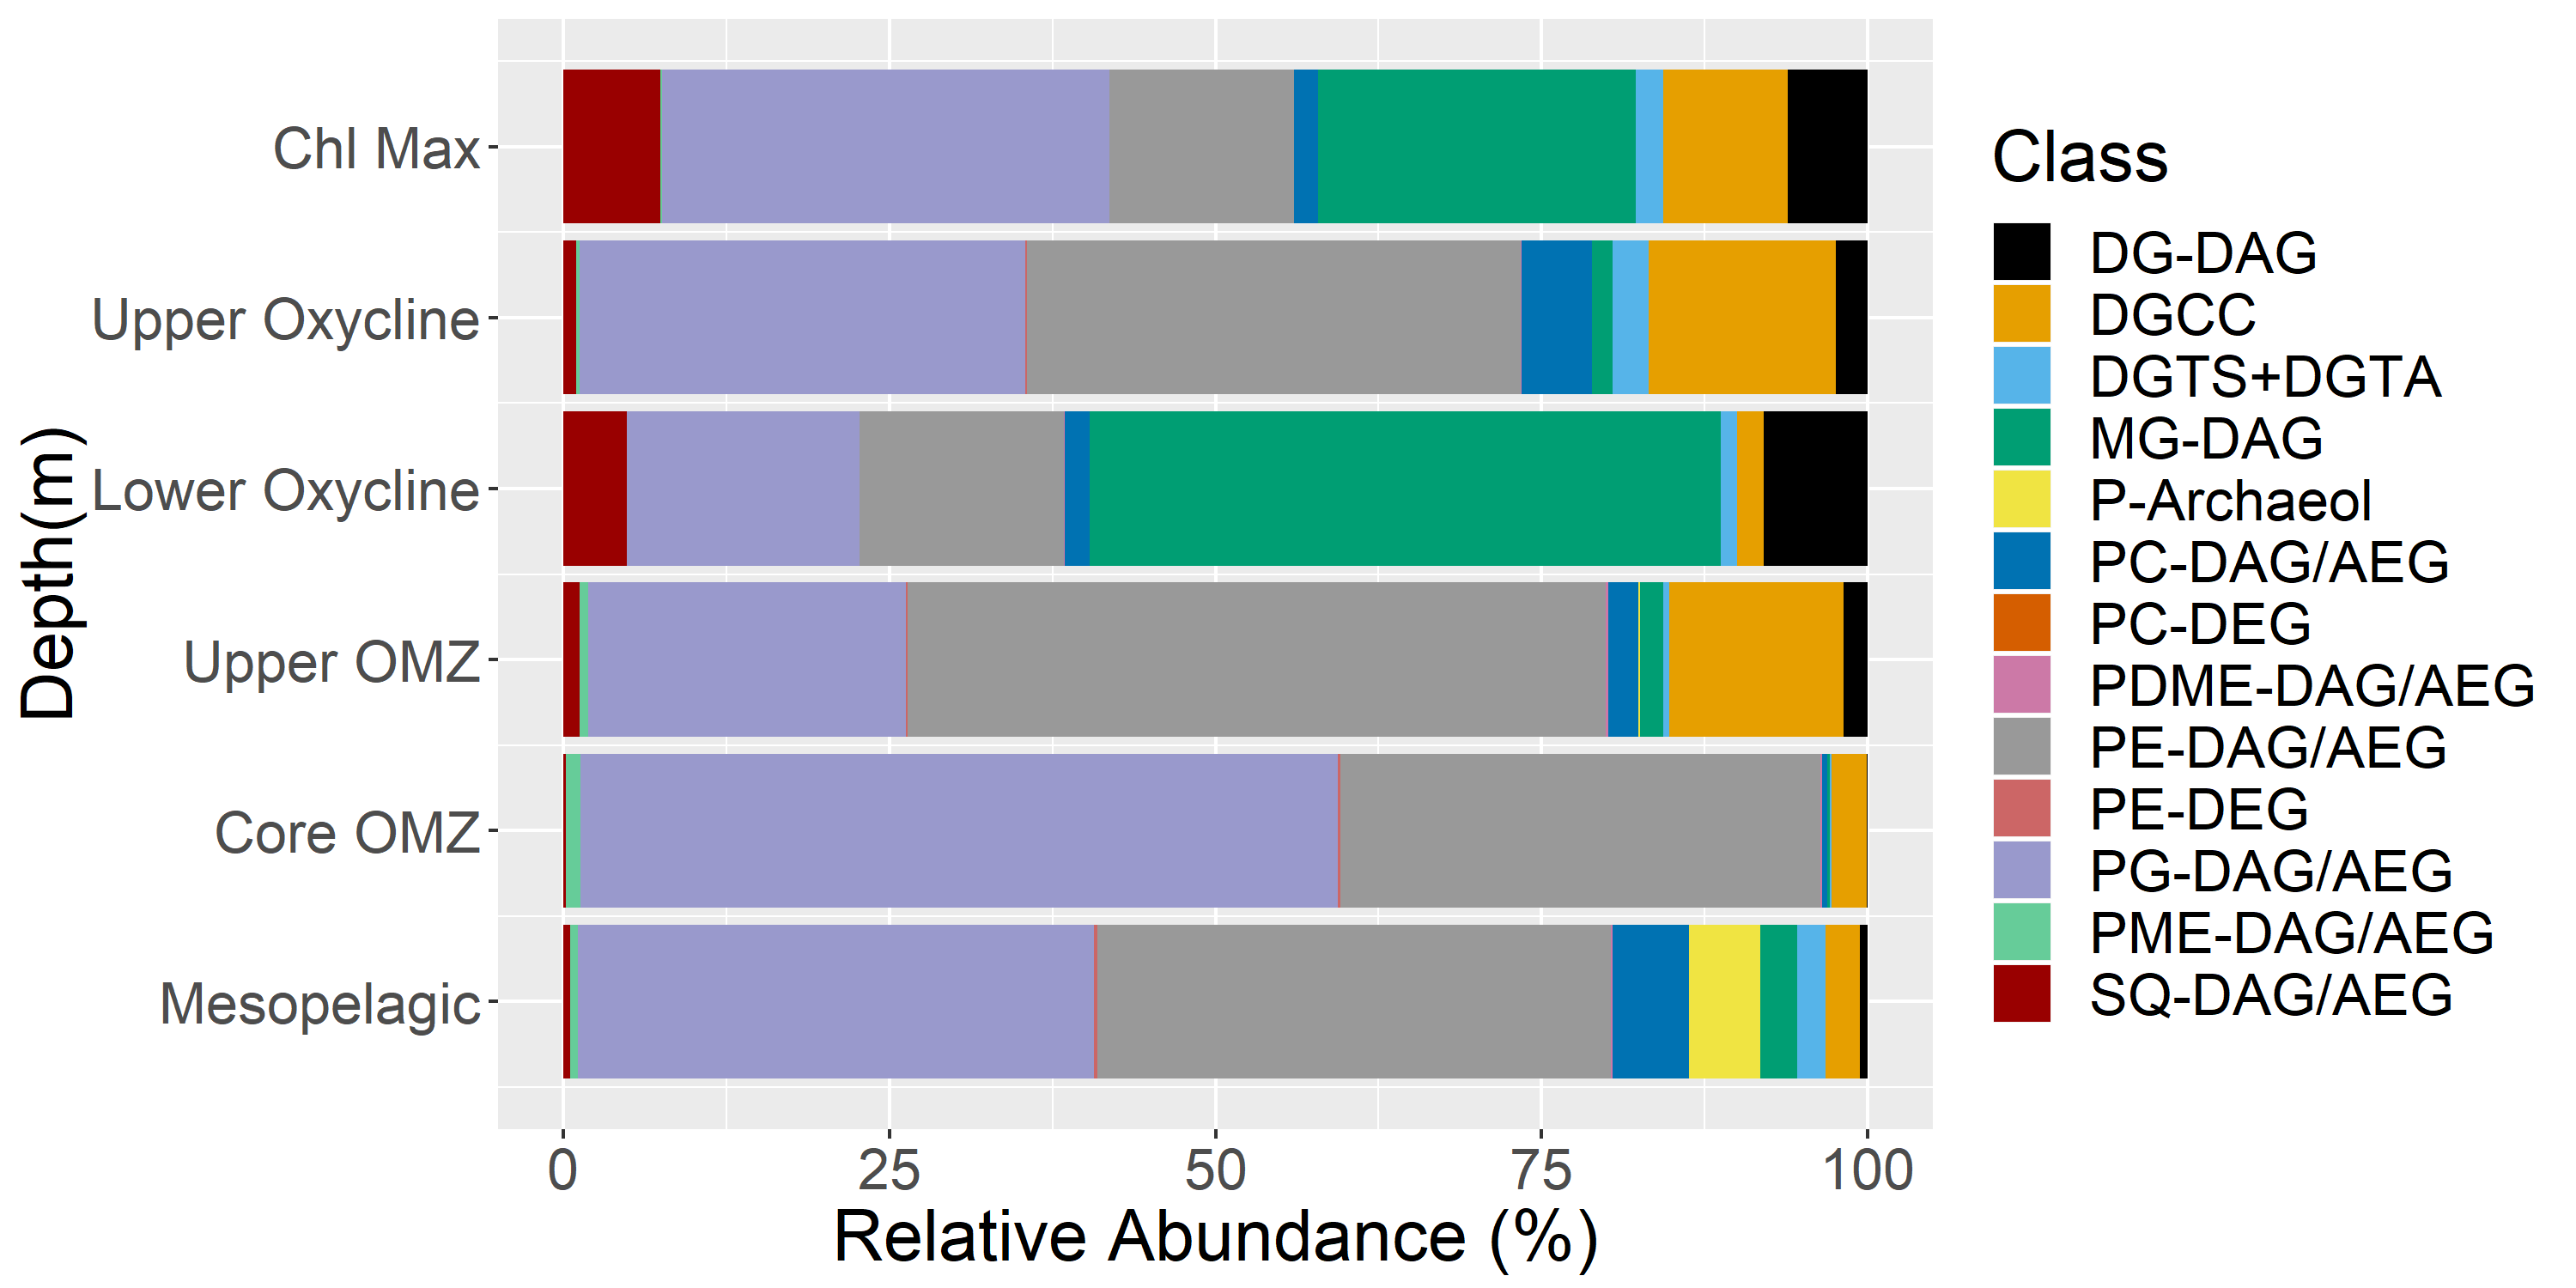 Depth(m)
Chl Max
Upper Oxycline
Lower Oxycline
Upper OMZ
Core OMZ
Mesopelagic
0 25 50 75 100
Relative Abundance (%)
Class
DG-DAG
DGCC
DGTS+DGTA
MG-DAG
P-Archaeol
PC-DAG/AEG
PC-DEG
PDME-DAG/AEG
PE-DAG/AEG
PE-DEG
PG-DAG/AEG
PME-DAG/AEG
SQ-DAG/AEG